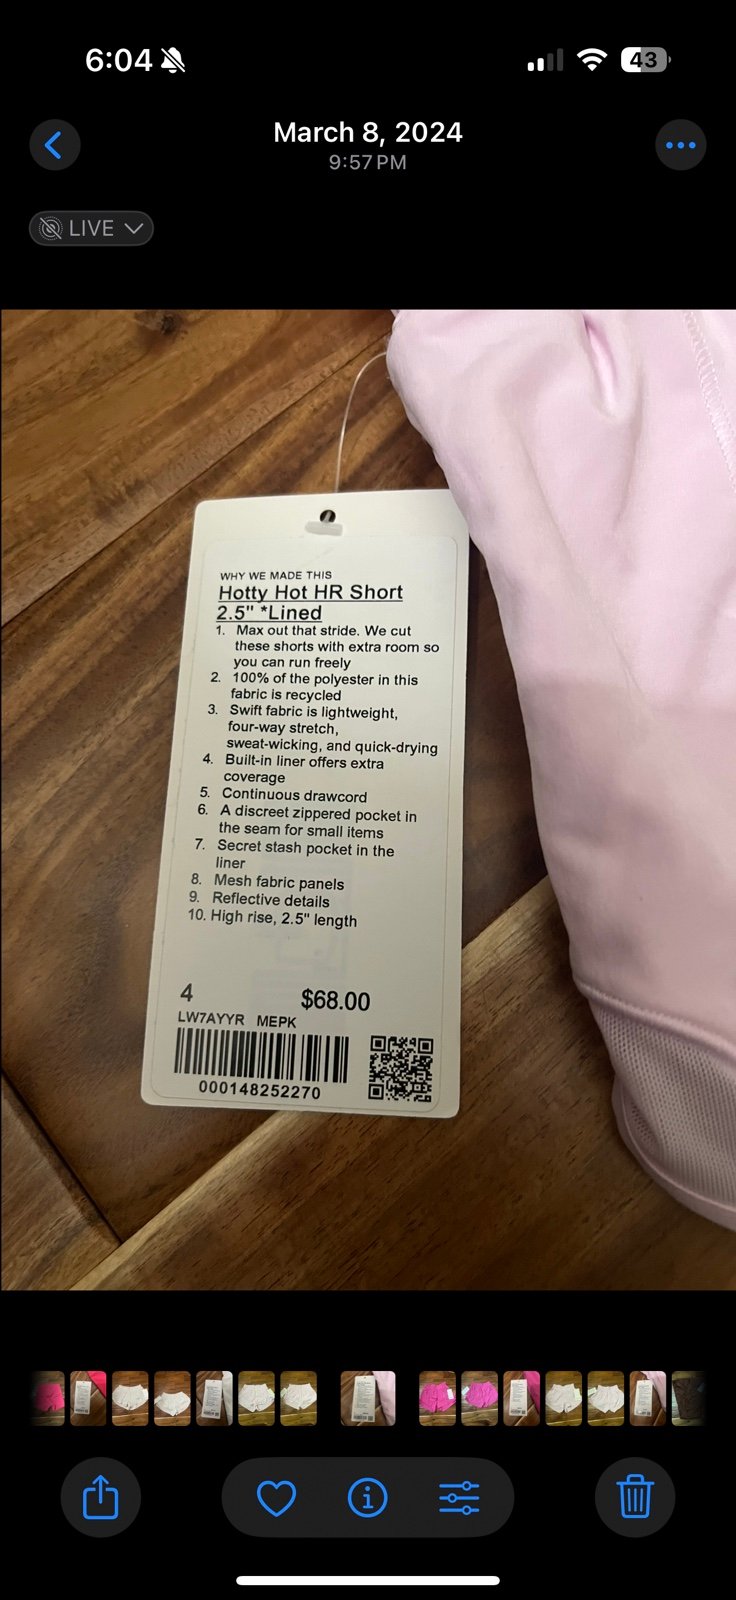 6:04
43
March 8, 2024
9:57 PM
LIVE
WHY WE MADE THIS
Hotty Hot HR Short
2.5" *Lined
1. Max out that stride. We cut
these shorts with extra room so
you can run freely
2. 100% of the polyester in this
fabric is recycled
3. Swift fabric is lightweight,
four-way stretch,
sweat-wicking, and quick-drying
4. Built-in liner offers extra
coverage
5. Continuous drawcord
6. A discreet zippered pocket in
the seam for small items
7. Secret stash pocket in the
liner
8. Mesh fabric panels
9. Reflective details
10. High rise, 2.5" length
4 $68.00
LW7AYYR MEPK
000148252270